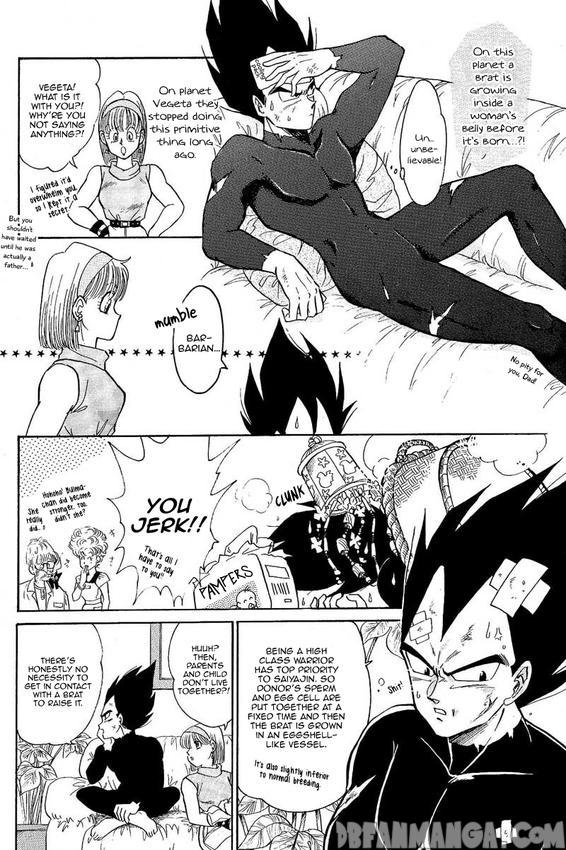 On this
planet a
brat is
growing
inside a
woman's
belly before
it's born...?!
Un...
unbe-
lievable!
On planet
Vegeta they
stopped doing
this primitive
thing long
ago.
Vegeta!
What is it
with you?!
Why're you
not saying
anything?!
I figured it'd
overwhelm you,
so I kept it a
secret.
But you
shouldn't
have waited
until he was
actually a
father...
mumble
Bar-
barian...
No pity for
you, Dad!
Hohoho! Bulma-
chan did become
stronger, too,
didn't she?
She
really
did..!
YOU
JERK!!
That's all I
have to say
to you"
CLUNK
PAMPERS
Shit!
Being a high
class warrior
has top priority
to Saiyajin. So
donor's sperm
and egg cell are
put together at
a fixed time and then
the brat is grown
in an eggshell-
like vessel.
It's also slightly inferior
to normal breeding.
Huuh?
Then,
parents
and child
don't live
together?!
There's
honestly no
necessity to
get in contact
with a brat
to raise it.
DBFANMANGA.COM